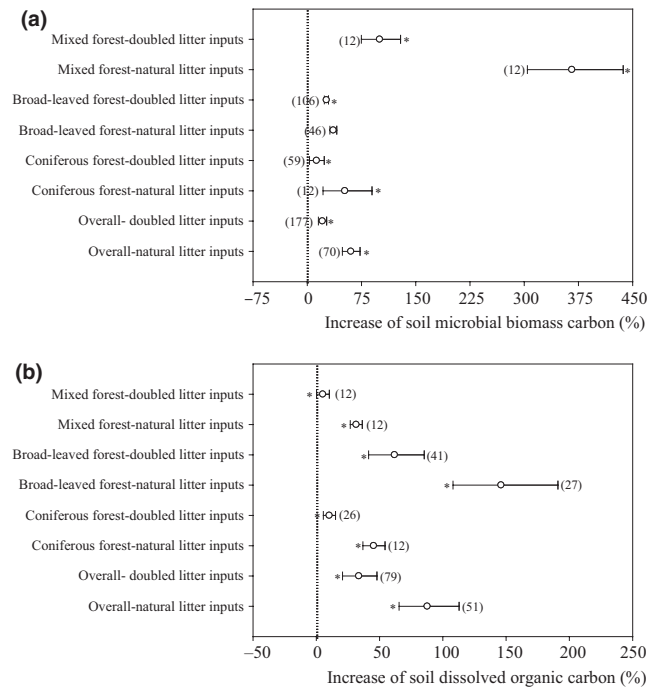 (a)
Mixed forest-doubled litter inputs (12) *
Mixed forest-natural litter inputs (12) *
Broad-leaved forest-doubled litter inputs (106) *
Broad-leaved forest-natural litter inputs (46)
Coniferous forest-doubled litter inputs (59) *
Coniferous forest-natural litter inputs (12) *
Overall- doubled litter inputs (177) *
Overall-natural litter inputs (70) *
−75 0 75 150 225 300 375 450
Increase of soil microbial biomass carbon (%)
(b)
Mixed forest-doubled litter inputs * (12)
Mixed forest-natural litter inputs * (12)
Broad-leaved forest-doubled litter inputs * (41)
Broad-leaved forest-natural litter inputs * (27)
Coniferous forest-doubled litter inputs * (26)
Coniferous forest-natural litter inputs * (12)
Overall- doubled litter inputs * (79)
Overall-natural litter inputs * (51)
−50 0 50 100 150 200 250
Increase of soil dissolved organic carbon (%)